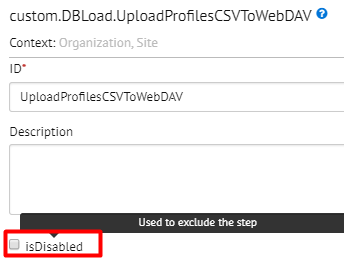 custom.DBLoad.UploadProfilesCSVToWebDAV ?
Context: Organization, Site
ID*
UploadProfilesCSVToWebDAV
Description
Used to exclude the step
isDisabled